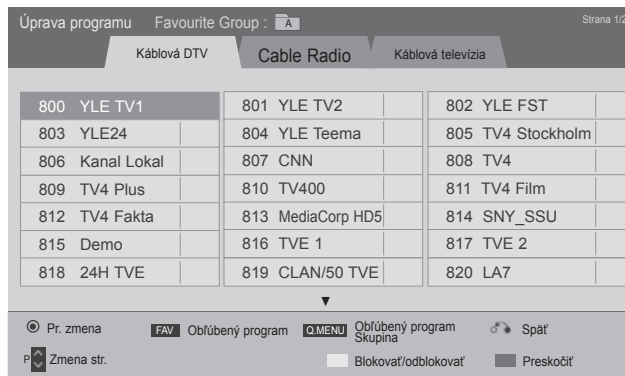 Úprava programu Favourite Group : A Strana 1/2
Káblová DTV Cable Radio Káblová televízia
800 YLE TV1 801 YLE TV2 802 YLE FST
803 YLE24 804 YLE Teema 805 TV4 Stockholm
806 Kanal Lokal 807 CNN 808 TV4
809 TV4 Plus 810 TV400 811 TV4 Film
812 TV4 Fakta 813 MediaCorp HD5 814 SNY_SSU
815 Demo 816 TVE 1 817 TVE 2
818 24H TVE 819 CLAN/50 TVE 820 LA7
Pr. zmena FAV Obľúbený program Q.MENU Obľúbený program Skupina Späť
P Zmena str. Blokovať/odblokovať Preskočiť